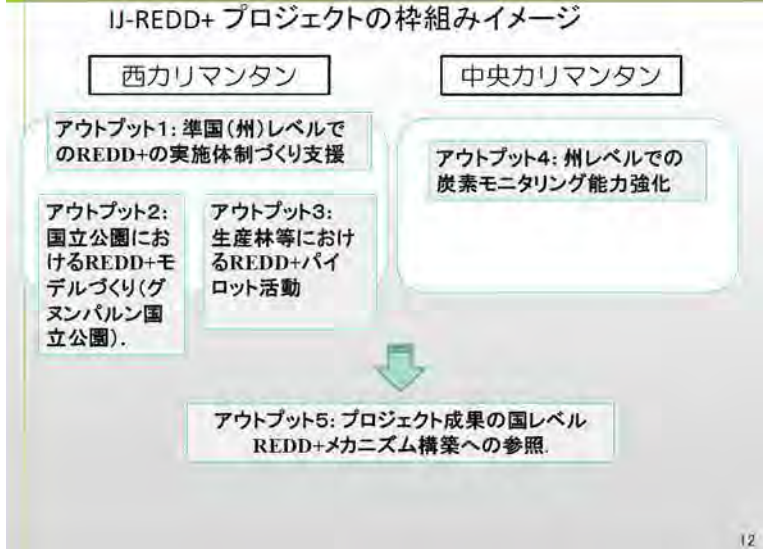 IJ-REDD+ プロジェクトの枠組みイメージ
西カリマンタン
中央カリマンタン
アウトプット1: 準国(州)レベルで
のREDD+の実施体制づくり支援
アウトプット4: 州レベルでの
炭素モニタリング能力強化
アウトプット2:
国立公園にお
けるREDD+モ
デルづくり(グ
ヌンパルン国
立公園).
アウトプット3:
生産林等におけ
るREDD+パイ
ロット活動
アウトプット5: プロジェクト成果の国レベル
REDD+メカニズム構築への参照.
12